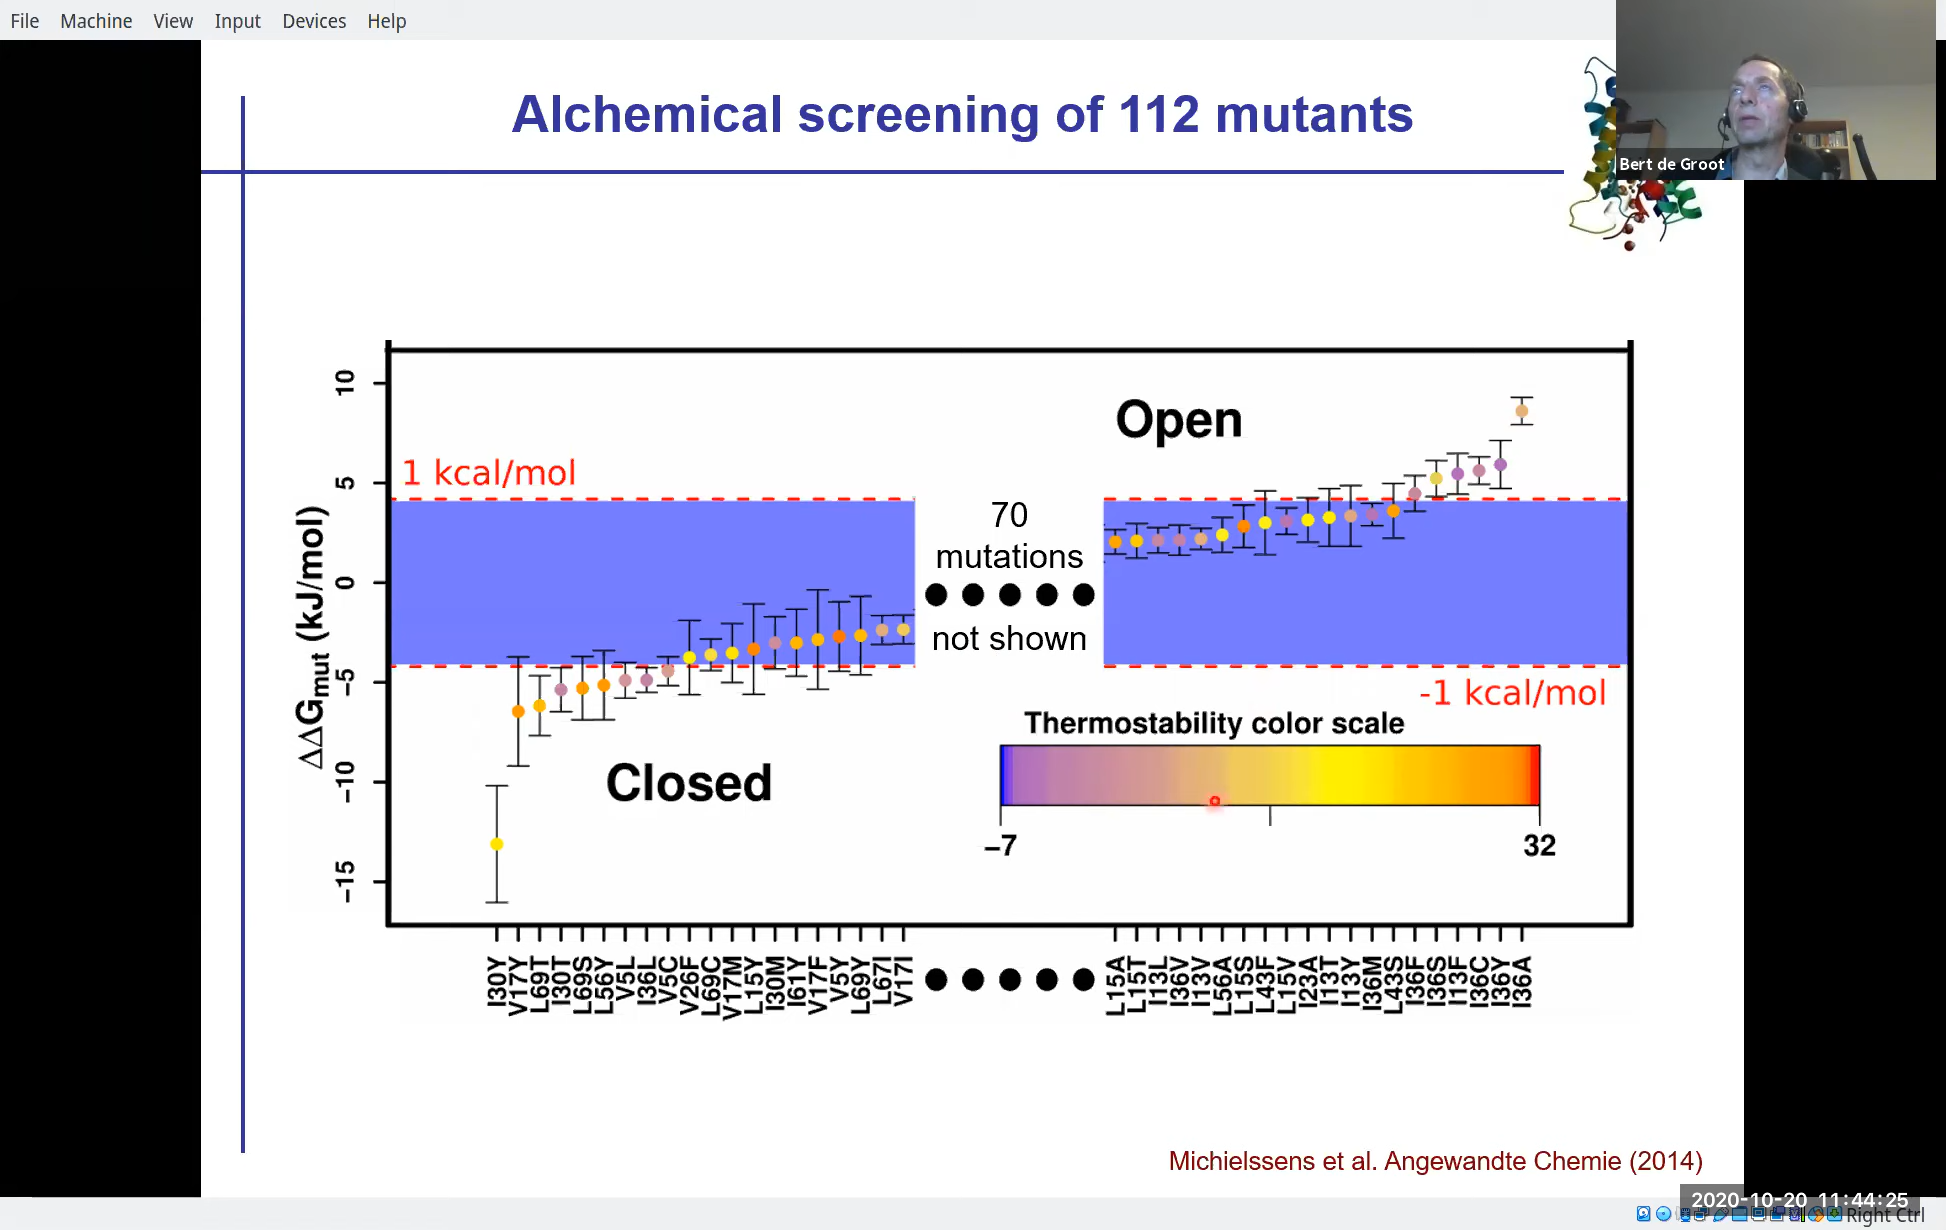 File Machine View Input Devices Help
Alchemical screening of 112 mutants
Bert de Groot
ΔΔGmut (kJ/mol)
10
5
0
−5
−10
−15
1 kcal/mol
Open
70
mutations
not shown
-1 kcal/mol
Closed
Thermostability color scale
−7 32
I30Y V17Y L69T I30T L69S L56Y V5L I36L V5C V26F L69C V17M L15Y I30M I61Y V17F V5Y L69Y L67I V17I L15A L15T I13L I36V I13V L56A L15S L43F L15V I23A I13T I13Y I36M L43S I36F I36S I13F I36C I36Y I36A
Michielssens et al. Angewandte Chemie (2014)
2020-10-20 11:44:25
Right Ctrl